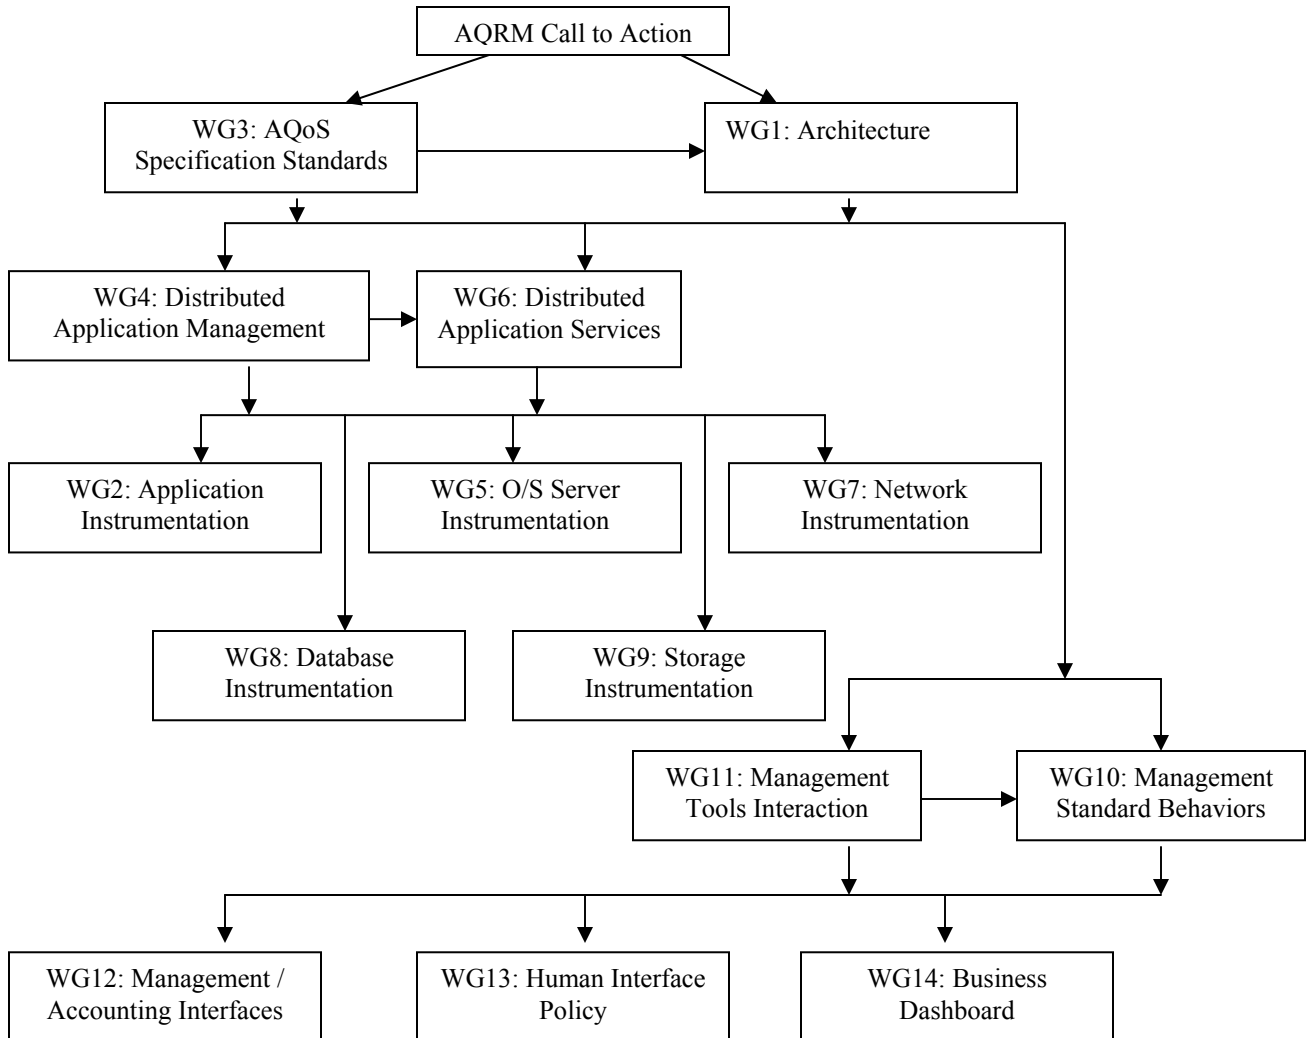 AQRM Call to Action
WG3: AQoS
Specification Standards
WG1: Architecture
WG4: Distributed
Application Management
WG6: Distributed
Application Services
WG2: Application
Instrumentation
WG5: O/S Server
Instrumentation
WG7: Network
Instrumentation
WG8: Database
Instrumentation
WG9: Storage
Instrumentation
WG11: Management
Tools Interaction
WG10: Management
Standard Behaviors
WG12: Management /
Accounting Interfaces
WG13: Human Interface
Policy
WG14: Business
Dashboard